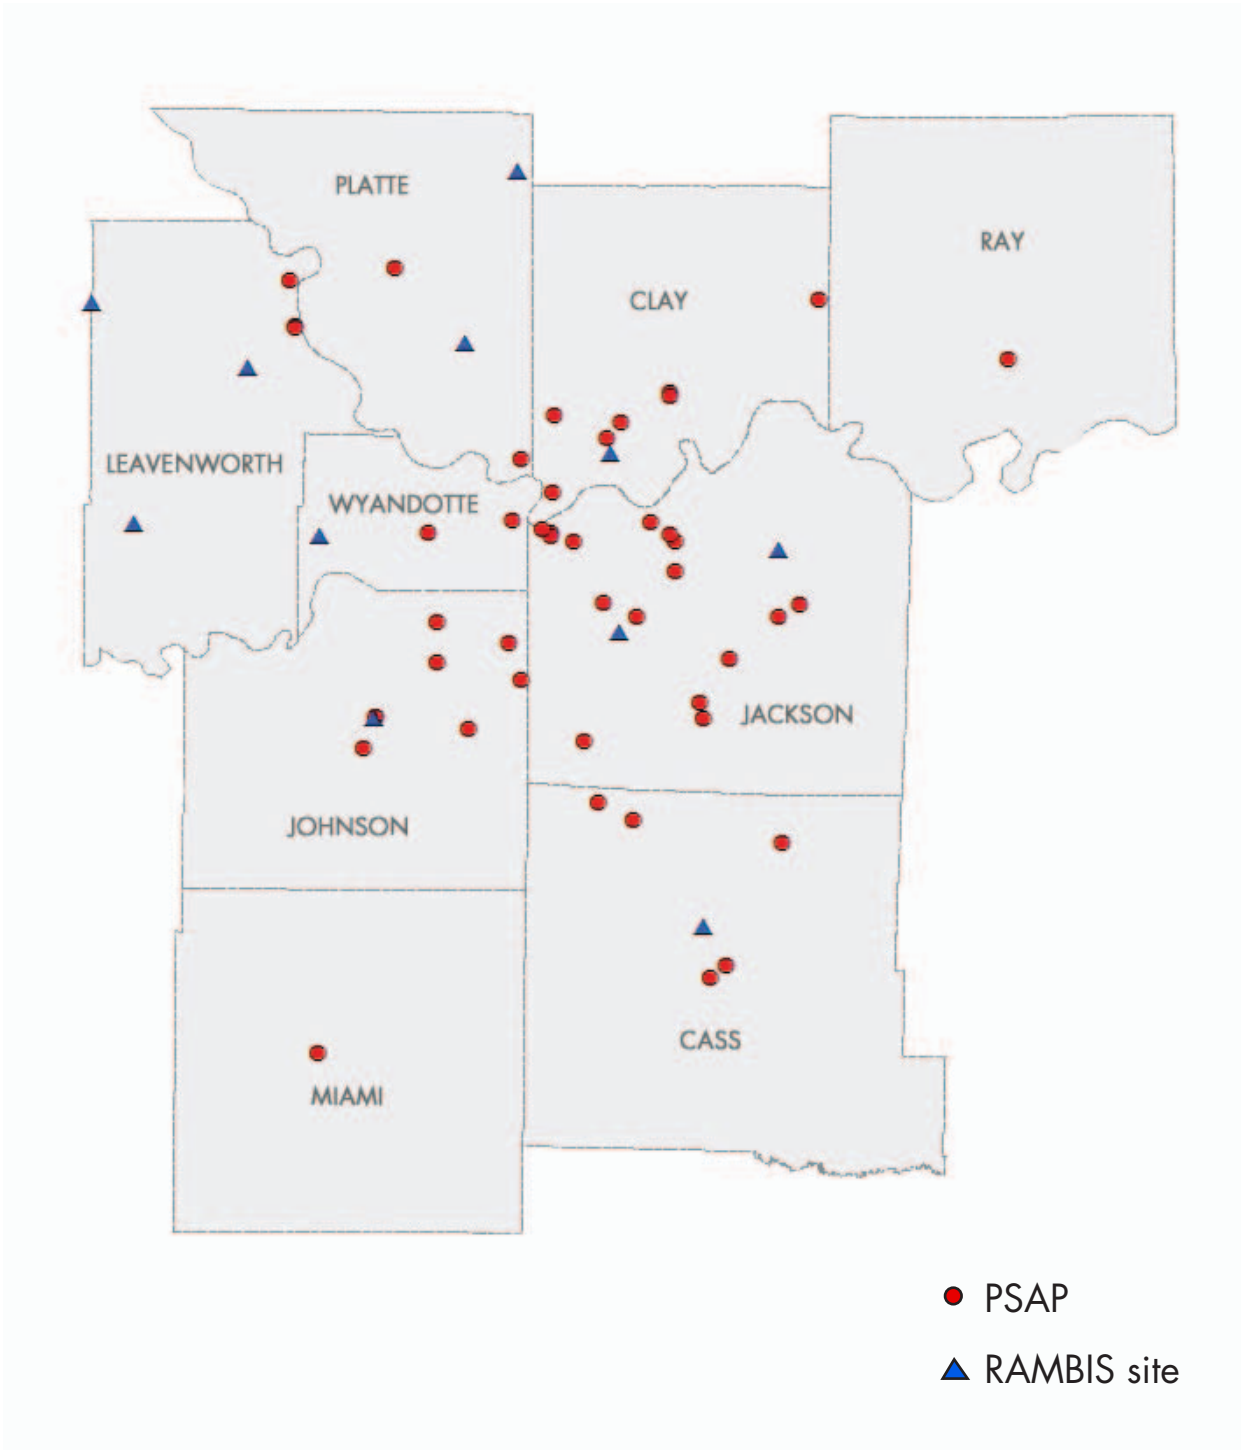 PLATTE
RAY
CLAY
LEAVENWORTH
WYANDOTTE
JACKSON
JOHNSON
CASS
MIAMI
PSAP
RAMBIS site